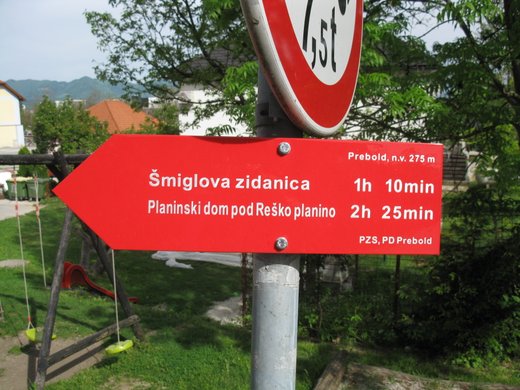 7,5t
Prebold, n.v. 275 m
Šmiglova zidanica 1h 10min
Planinski dom pod Reško planino 2h 25min
PZS, PD Prebold